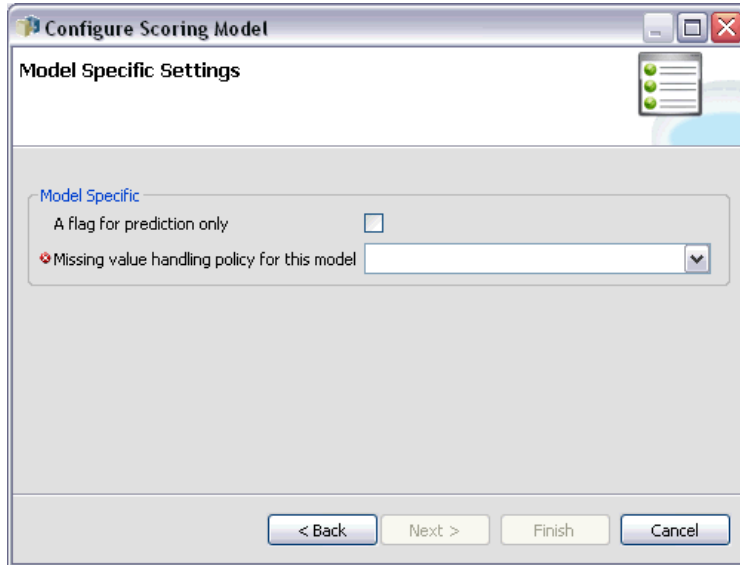 Configure Scoring Model
Model Specific Settings
Model Specific
A flag for prediction only
Missing value handling policy for this model
< Back Next > Finish Cancel